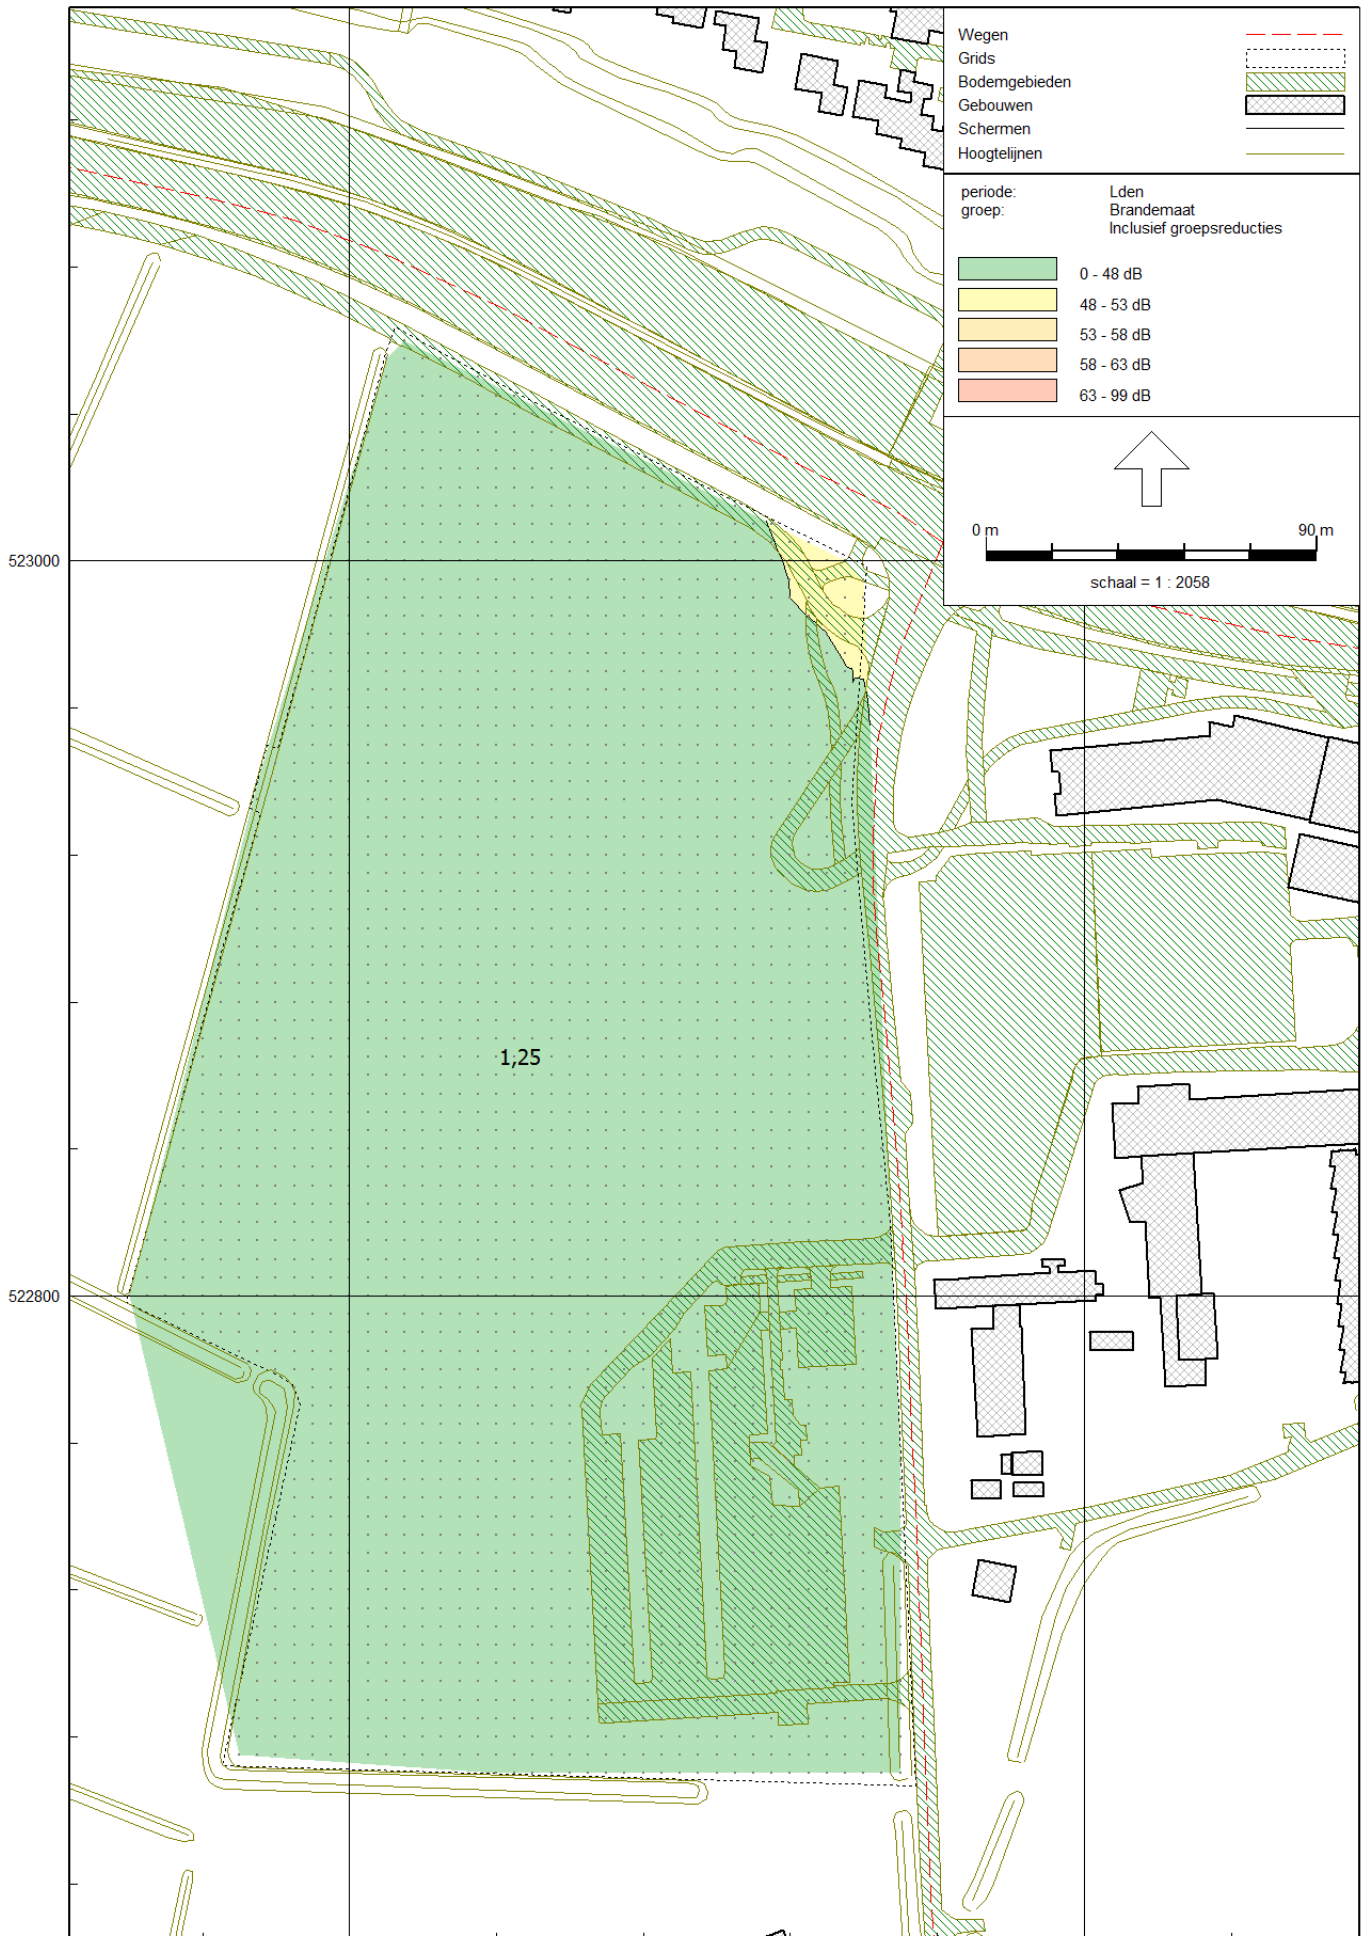 Wegen
Grids
Bodemgebieden
Gebouwen
Schermen
Hoogtelijnen
periode: Lden
groep: Brandemaat
Inclusief groepsreducties
0 - 48 dB
48 - 53 dB
53 - 58 dB
58 - 63 dB
63 - 99 dB
0 m 90 m
schaal = 1 : 2058
523000
1,25
522800